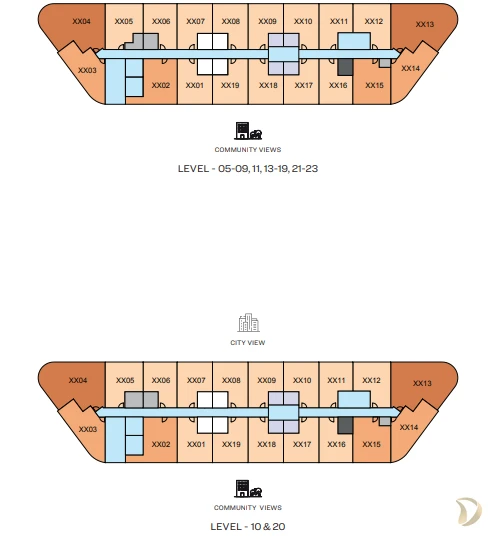 XX04 XX05 XX06 XX07 XX08 XX09 XX10 XX11 XX12 XX13
XX03 XX02 XX01 XX19 XX18 XX17 XX16 XX15 XX14
COMMUNITY VIEWS
LEVEL - 05-09, 11, 13-19, 21-23
CITY VIEW
XX04 XX05 XX06 XX07 XX08 XX09 XX10 XX11 XX12 XX13
XX03 XX02 XX01 XX19 XX18 XX17 XX16 XX15 XX14
COMMUNITY VIEWS
LEVEL - 10 & 20